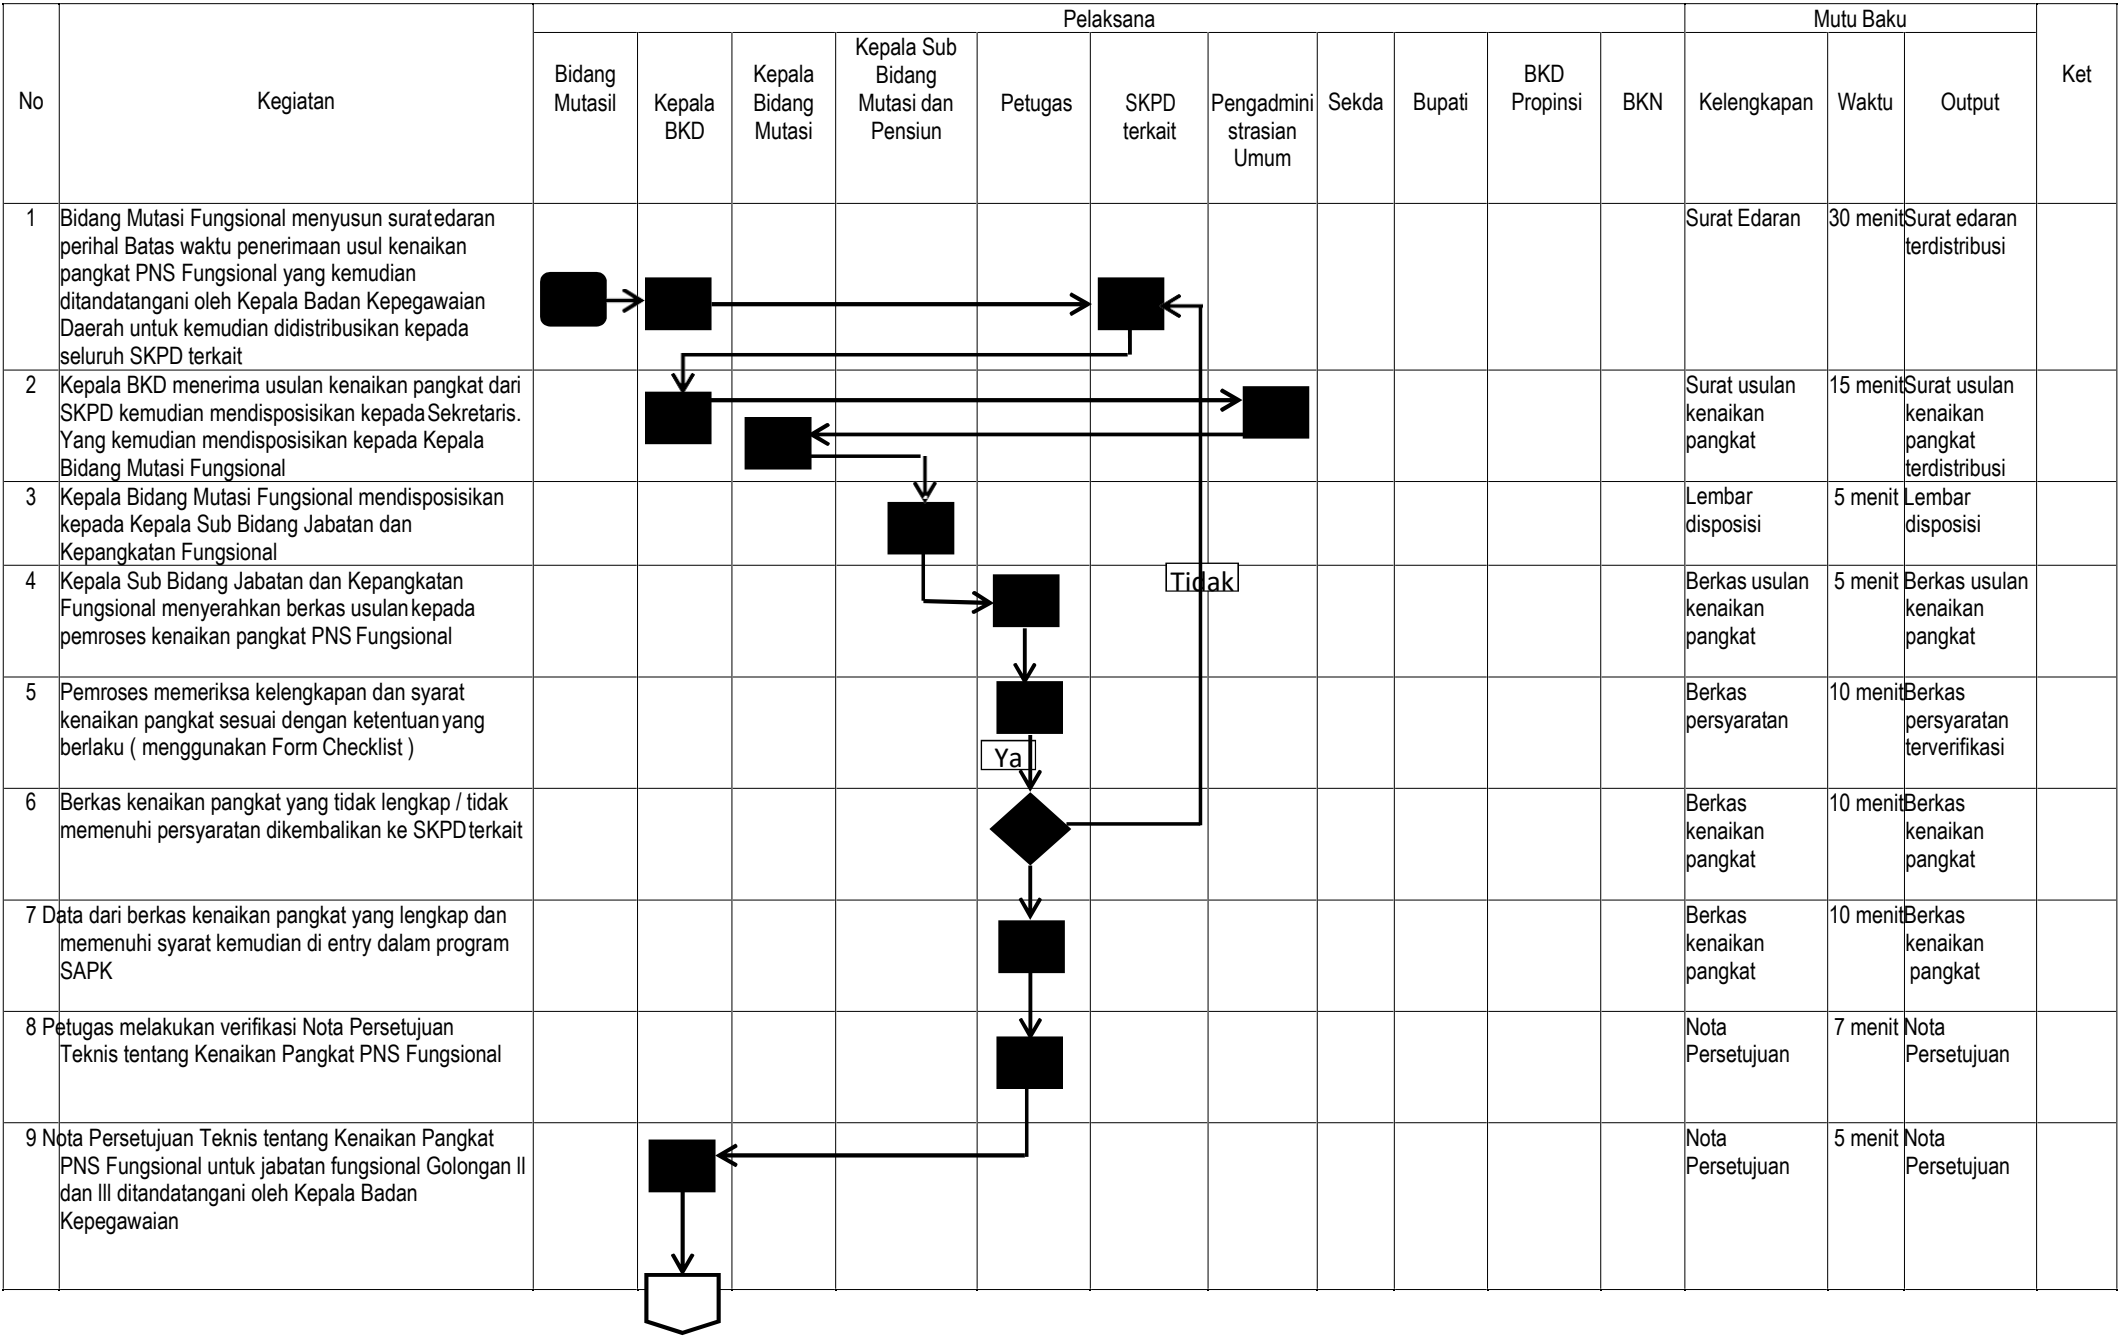 Pelaksana
Mutu Baku
No
Kegiatan
Bidang
Mutasil
Kepala
BKD
Kepala
Bidang
Mutasi
Kepala Sub
Bidang
Mutasi dan
Pensiun
Petugas
SKPD
terkait
Pengadmini
strasian
Umum
Sekda
Bupati
BKD
Propinsi
BKN
Kelengkapan
Waktu
Output
Ket
1
Bidang Mutasi Fungsional menyusun surat edaran
perihal Batas waktu penerimaan usul kenaikan
pangkat PNS Fungsional yang kemudian
ditandatangani oleh Kepala Badan Kepegawaian
Daerah untuk kemudian didistribusikan kepada
seluruh SKPD terkait
Surat Edaran
30 menit
Surat edaran
terdistribusi
2
Kepala BKD menerima usulan kenaikan pangkat dari
SKPD kemudian mendisposisikan kepada Sekretaris.
Yang kemudian mendisposisikan kepada Kepala
Bidang Mutasi Fungsional
Surat usulan
kenaikan
pangkat
15 menit
Surat usulan
kenaikan
pangkat
terdistribusi
3
Kepala Bidang Mutasi Fungsional mendisposisikan
kepada Kepala Sub Bidang Jabatan dan
Kepangkatan Fungsional
Lembar
disposisi
5 menit
Lembar
disposisi
4
Kepala Sub Bidang Jabatan dan Kepangkatan
Fungsional menyerahkan berkas usulan kepada
pemroses kenaikan pangkat PNS Fungsional
Tidak
Berkas usulan
kenaikan
pangkat
5 menit
Berkas usulan
kenaikan
pangkat
5
Pemroses memeriksa kelengkapan dan syarat
kenaikan pangkat sesuai dengan ketentuan yang
berlaku ( menggunakan Form Checklist )
Ya
Berkas
persyaratan
10 menit
Berkas
persyaratan
terverifikasi
6
Berkas kenaikan pangkat yang tidak lengkap / tidak
memenuhi persyaratan dikembalikan ke SKPD terkait
Berkas
kenaikan
pangkat
10 menit
Berkas
kenaikan
pangkat
7 Data dari berkas kenaikan pangkat yang lengkap dan
memenuhi syarat kemudian di entry dalam program
SAPK
Berkas
kenaikan
pangkat
10 menit
Berkas
kenaikan
pangkat
8 Petugas melakukan verifikasi Nota Persetujuan
Teknis tentang Kenaikan Pangkat PNS Fungsional
Nota
Persetujuan
7 menit
Nota
Persetujuan
9 Nota Persetujuan Teknis tentang Kenaikan Pangkat
PNS Fungsional untuk jabatan fungsional Golongan II
dan III ditandatangani oleh Kepala Badan
Kepegawaian
Nota
Persetujuan
5 menit
Nota
Persetujuan